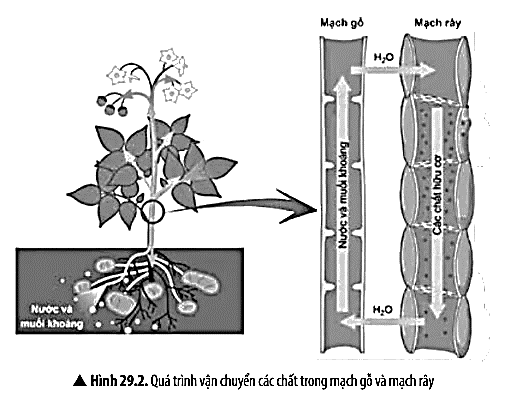 Mạch gỗ
Mạch rây
H₂O
Nước và muối khoáng
Các chất hữu cơ
H₂O
Nước và
muối khoáng
▲ Hình 29.2. Quá trình vận chuyển các chất trong mạch gỗ và mạch rây